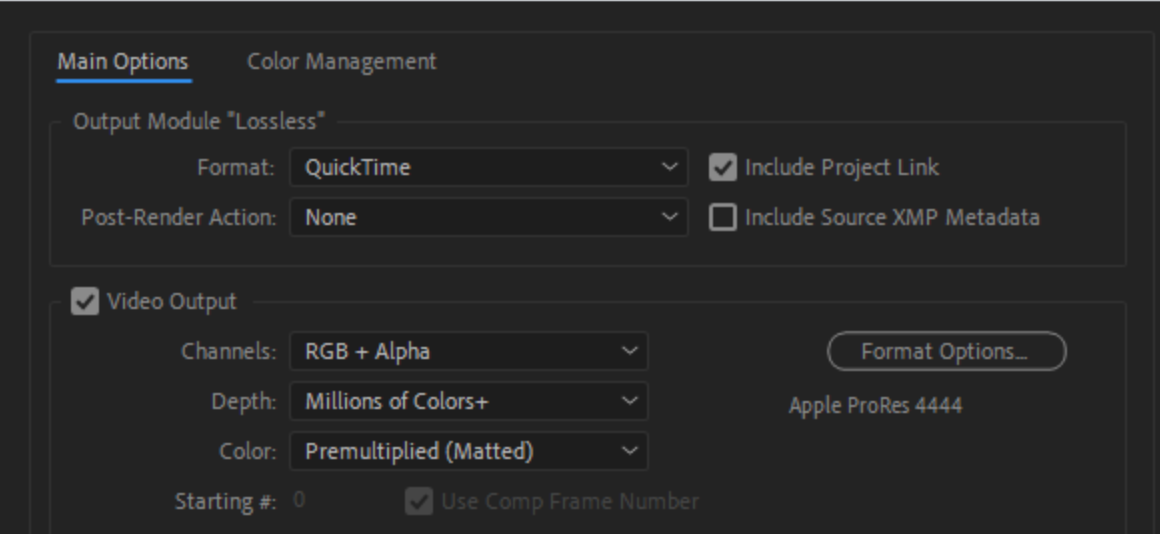 Main Options Color Management
Output Module "Lossless"
Format: QuickTime Include Project Link
Post-Render Action: None Include Source XMP Metadata
Video Output
Channels: RGB + Alpha Format Options...
Depth: Millions of Colors+ Apple ProRes 4444
Color: Premultiplied (Matted)
Starting #: 0 Use Comp Frame Number